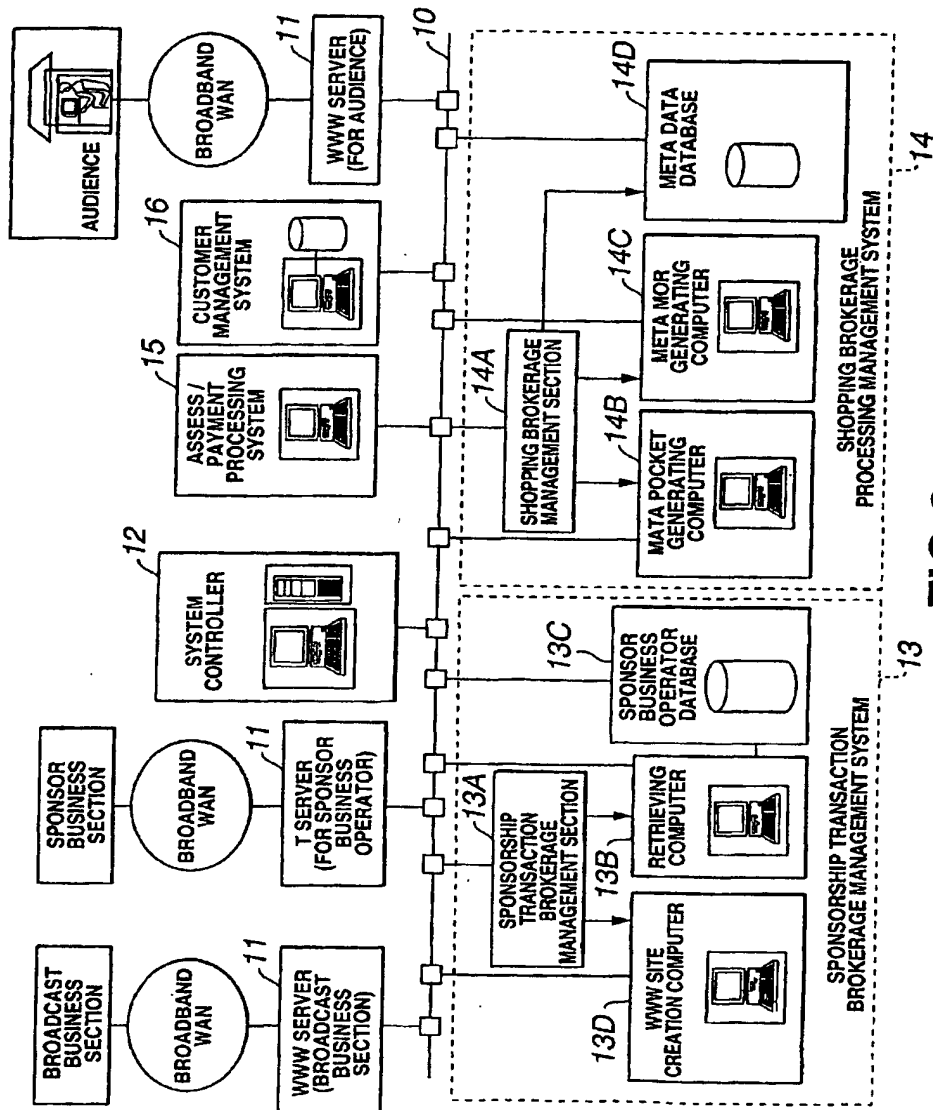 BROADCAST
BUSINESS
SECTION
BROADBAND
WAN
11
WWW SERVER
(BROADCAST
BUSINESS
SECTION)
SPONSOR
BUSINESS
SECTION
BROADBAND
WAN
11
T SERVER
(FOR SPONSOR
BUSINESS
OPERATOR)
12
SYSTEM
CONTROLLER
15
ASSESS/
PAYMENT
PROCESSING
SYSTEM
16
CUSTOMER
MANAGEMENT
SYSTEM
AUDIENCE
BROADBAND
WAN
11
WWW SERVER
(FOR AUDIENCE)
10
13A
SPONSORSHIP
TRANSACTION
BROKERAGE
MANAGEMENT SECTION
13D
WWW SITE
CREATION COMPUTER
13B
RETRIEVING
COMPUTER
13C
SPONSOR
BUSINESS
OPERATOR
DATABASE
SPONSORSHIP TRANSACTION
BROKERAGE MANAGEMENT SYSTEM
13
14A
SHOPPING BROKERAGE
MANAGEMENT SECTION
14B
MATA POCKET
GENERATING
COMPUTER
14C
META MOR
GENERATING
COMPUTER
14D
META DATA
DATABASE
SHOPPING BROKERAGE
PROCESSING MANAGEMENT SYSTEM
14